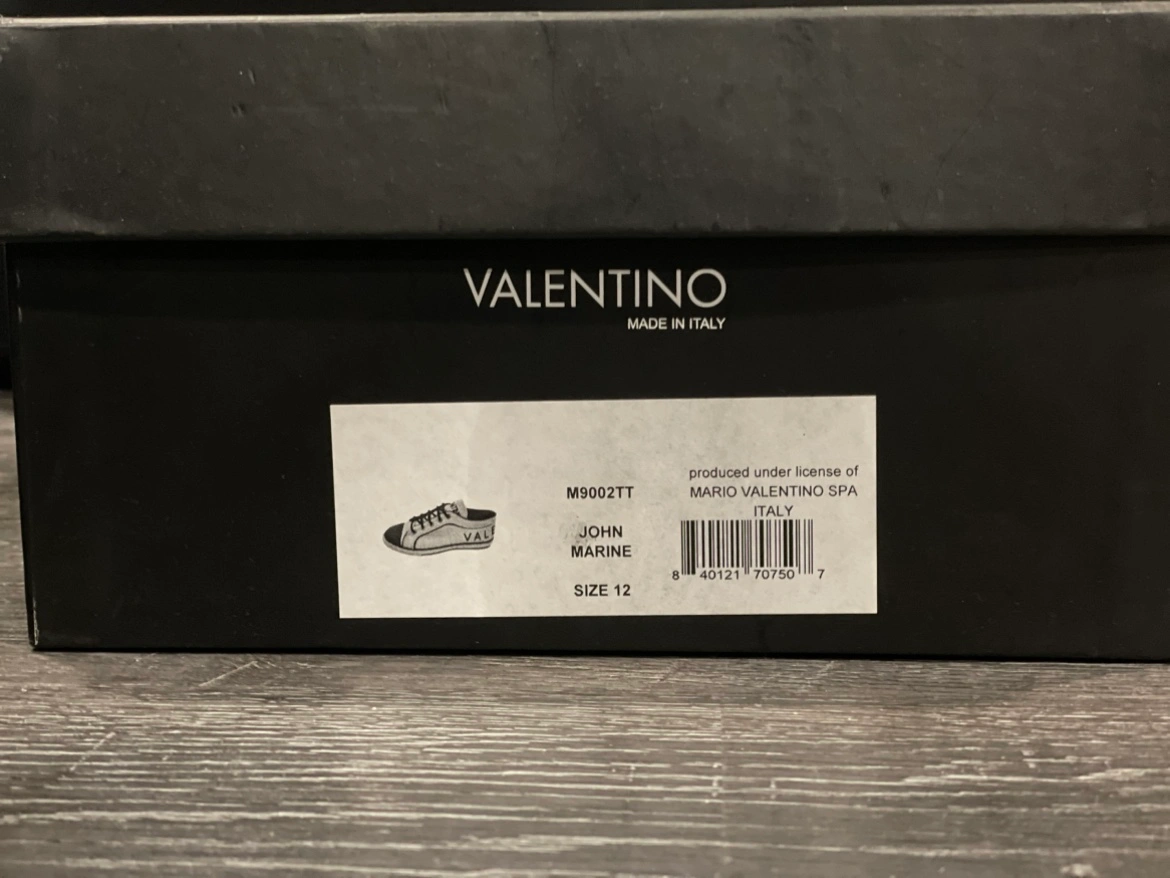 VALENTINO
MADE IN ITALY
M9002TT
JOHN
MARINE
SIZE 12
VALE
produced under license of
MARIO VALENTINO SPA
ITALY
8 40121 70750 7